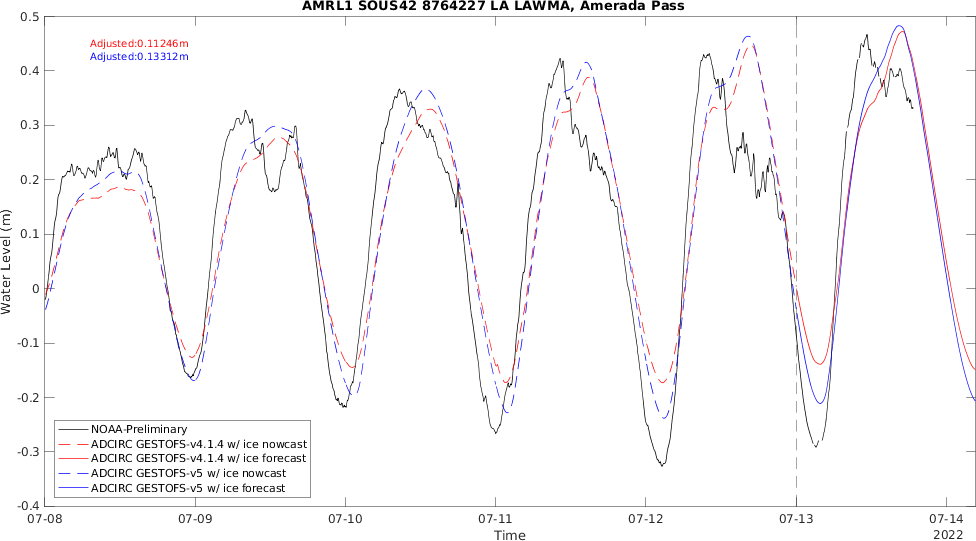 AMRL1 SOUS42 8764227 LA LAWMA, Amerada Pass
Adjusted:0.11246m
Adjusted:0.13312m
0.5
0.4
0.3
0.2
0.1
0
-0.1
-0.2
-0.3
-0.4
Water Level (m)
NOAA-Preliminary
ADCIRC GESTOFS-v4.1.4 w/ ice nowcast
ADCIRC GESTOFS-v4.1.4 w/ ice forecast
ADCIRC GESTOFS-v5 w/ ice nowcast
ADCIRC GESTOFS-v5 w/ ice forecast
07-08 07-09 07-10 07-11 07-12 07-13 07-14
Time
2022